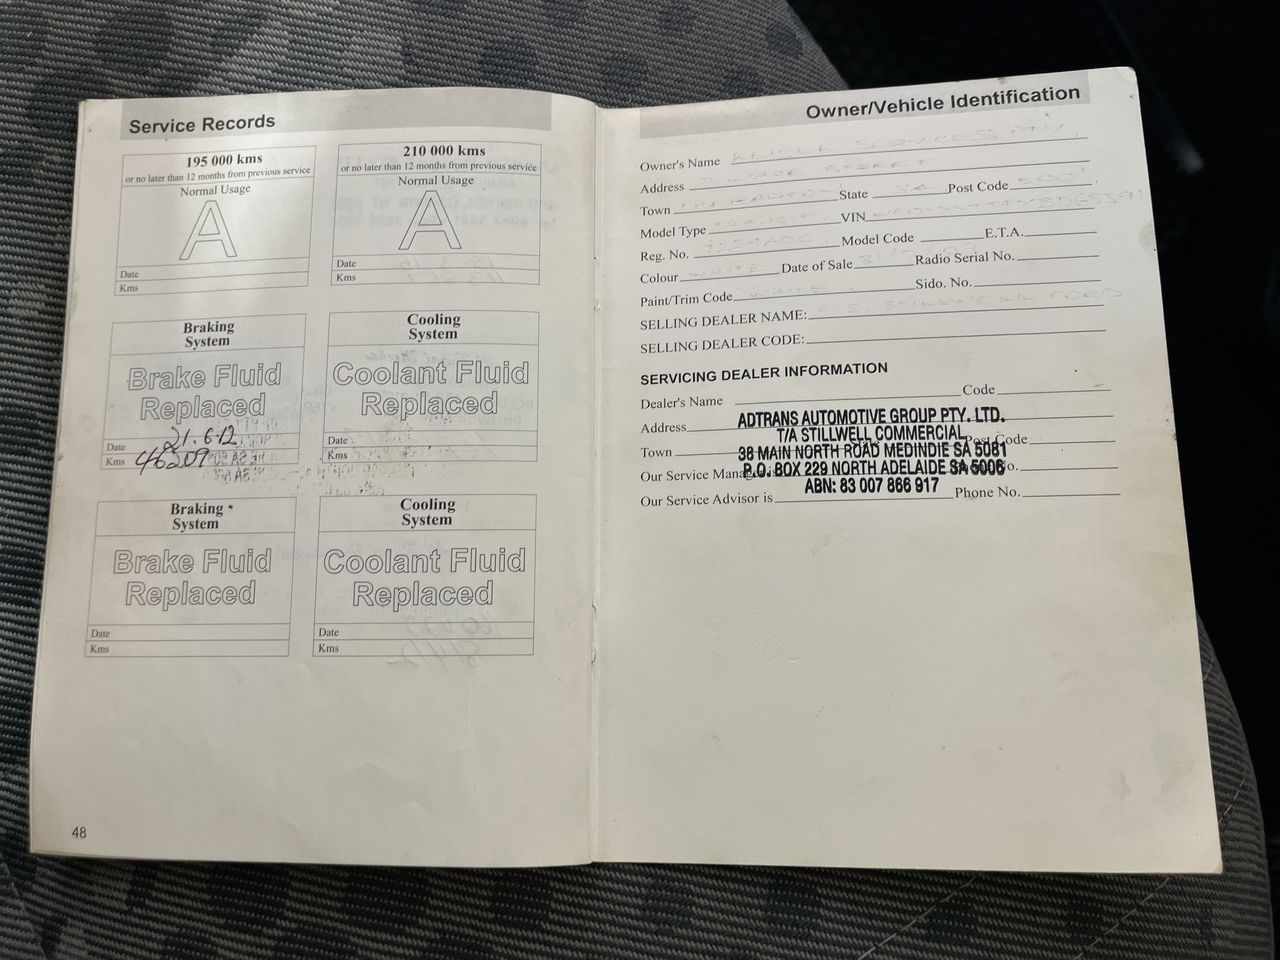 Service Records
195 000 kms
or no later than 12 months from previous service
Normal Usage
A
Date
Kms
210 000 kms
or no later than 12 months from previous service
Normal Usage
A
Date
Kms
Braking
System
Brake Fluid
Replaced
Date 21.6.12
Kms 46209
Cooling
System
Coolant Fluid
Replaced
Date
Kms
Braking
System
Brake Fluid
Replaced
Date
Kms
Cooling
System
Coolant Fluid
Replaced
Date
Kms
48
Owner/Vehicle Identification
Owner's Name
Address
Town State SA Post Code
Model Type TRANSIT VIN
Reg. No. Model Code E.T.A.
Colour WHITE Date of Sale Radio Serial No.
Paint/Trim Code WHITE Sido. No.
SELLING DEALER NAME: FORD
SELLING DEALER CODE:
SERVICING DEALER INFORMATION
Dealer's Name Code
Address Post Code
Town
Our Service Manager is No.
Our Service Advisor is Phone No.
ADTRANS AUTOMOTIVE GROUP PTY. LTD.
T/A STILLWELL COMMERCIAL
38 MAIN NORTH ROAD MEDINDIE SA 5081
P.O. BOX 229 NORTH ADELAIDE SA 5006
ABN: 83 007 866 917